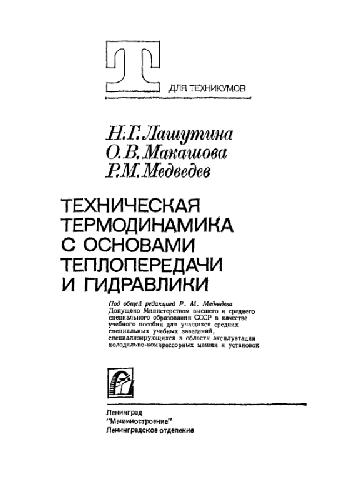 Т
ДЛЯ ТЕХНИКУМОВ
Н.Г.Лашутина
О.В.Макашова
Р.М.Медведев
ТЕХНИЧЕСКАЯ
ТЕРМОДИНАМИКА
С ОСНОВАМИ
ТЕПЛОПЕРЕДАЧИ
И ГИДРАВЛИКИ
Под общей редакцией Р. М. Медведева
Допущено Министерством высшего и среднего
специального образования СССР в качестве
учебного пособия для учащихся средних
специальных учебных заведений,
специализирующихся в области эксплуатации
холодильно-компрессорных машин и установок
Ленинград
"Машиностроение"
Ленинградское отделение